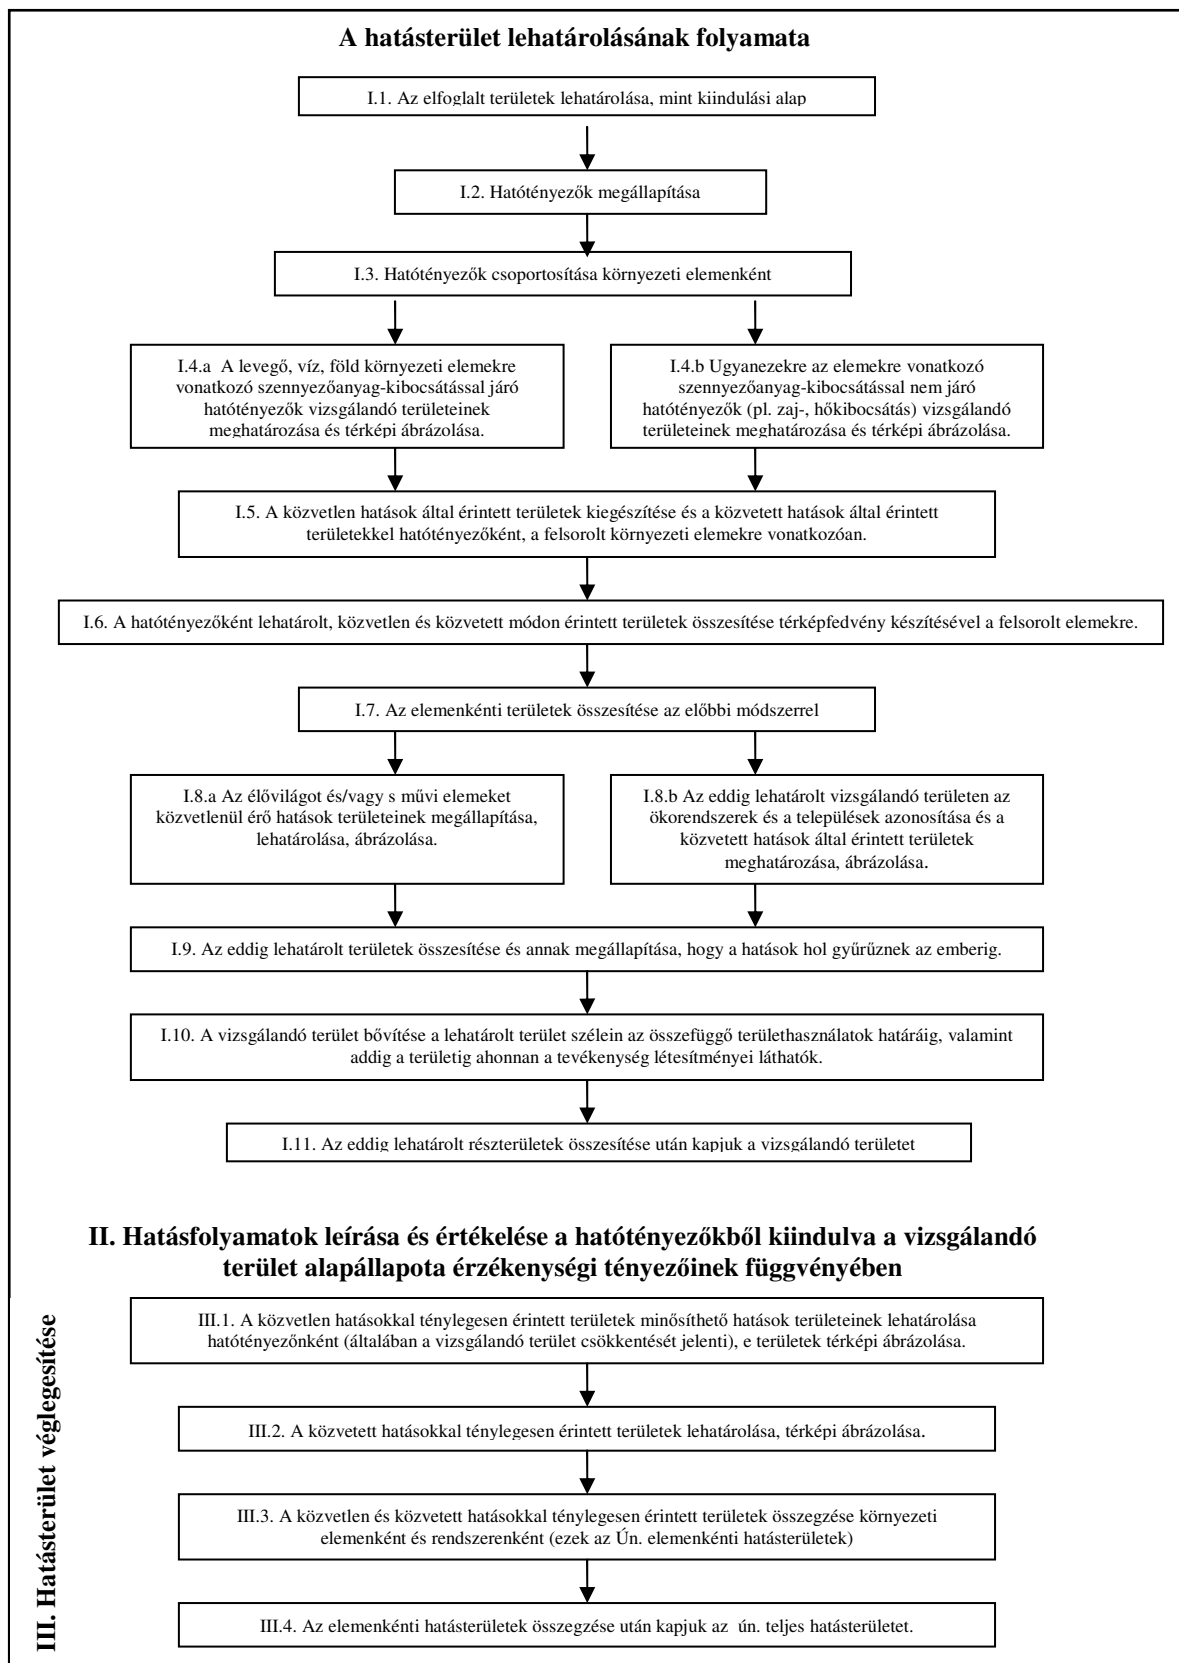 A hatásterület lehatárolásának folyamata
I.1. Az elfoglalt területek lehatárolása, mint kiindulási alap
I.2. Hatótényezők megállapítása
I.3. Hatótényezők csoportosítása környezeti elemenként
I.4.a A levegő, víz, föld környezeti elemekre
vonatkozó szennyezőanyag-kibocsátással járó
hatótényezők vizsgálandó területeinek
meghatározása és térképi ábrázolása.
I.4.b Ugyanezekre az elemekre vonatkozó
szennyezőanyag-kibocsátással nem járó
hatótényezők (pl. zaj-, hőkibocsátás) vizsgálandó
területeinek meghatározása és térképi ábrázolása.
I.5. A közvetlen hatások által érintett területek kiegészítése és a közvetett hatások által érintett
területekkel hatótényezőként, a felsorolt környezeti elemekre vonatkozóan.
I.6. A hatótényezőként lehatárolt, közvetlen és közvetett módon érintett területek összesítése térképfedvény készítésével a felsorolt elemekre.
I.7. Az elemenkénti területek összesítése az előbbi módszerrel
I.8.a Az élővilágot és/vagy s művi elemeket
közvetlenül érő hatások területeinek megállapítása,
lehatárolása, ábrázolása.
I.8.b Az eddig lehatárolt vizsgálandó területen az
ökorendszerek és a települések azonosítása és a
közvetett hatások által érintett területek
meghatározása, ábrázolása.
I.9. Az eddig lehatárolt területek összesítése és annak megállapítása, hogy a hatások hol gyűrűznek az emberig.
I.10. A vizsgálandó terület bővítése a lehatárolt terület szélein az összefüggő területhasználatok határáig, valamint
addig a területig ahonnan a tevékenység létesítményei láthatók.
I.11. Az eddig lehatárolt részterületek összesítése után kapjuk a vizsgálandó területet
II. Hatásfolyamatok leírása és értékelése a hatótényezőkből kiindulva a vizsgálandó
terület alapállapota érzékenységi tényezőinek függvényében
III. Hatásterület véglegesítése
III.1. A közvetlen hatásokkal ténylegesen érintett területek minősíthető hatások területeinek lehatárolása
hatótényezőnként (általában a vizsgálandó terület csökkentését jelenti), e területek térképi ábrázolása.
III.2. A közvetett hatásokkal ténylegesen érintett területek lehatárolása, térképi ábrázolása.
III.3. A közvetlen és közvetett hatásokkal ténylegesen érintett területek összegzése környezeti
elemenként és rendszerenként (ezek az Ún. elemenkénti hatásterületek)
III.4. Az elemenkénti hatásterületek összegzése után kapjuk az ún. teljes hatásterületet.